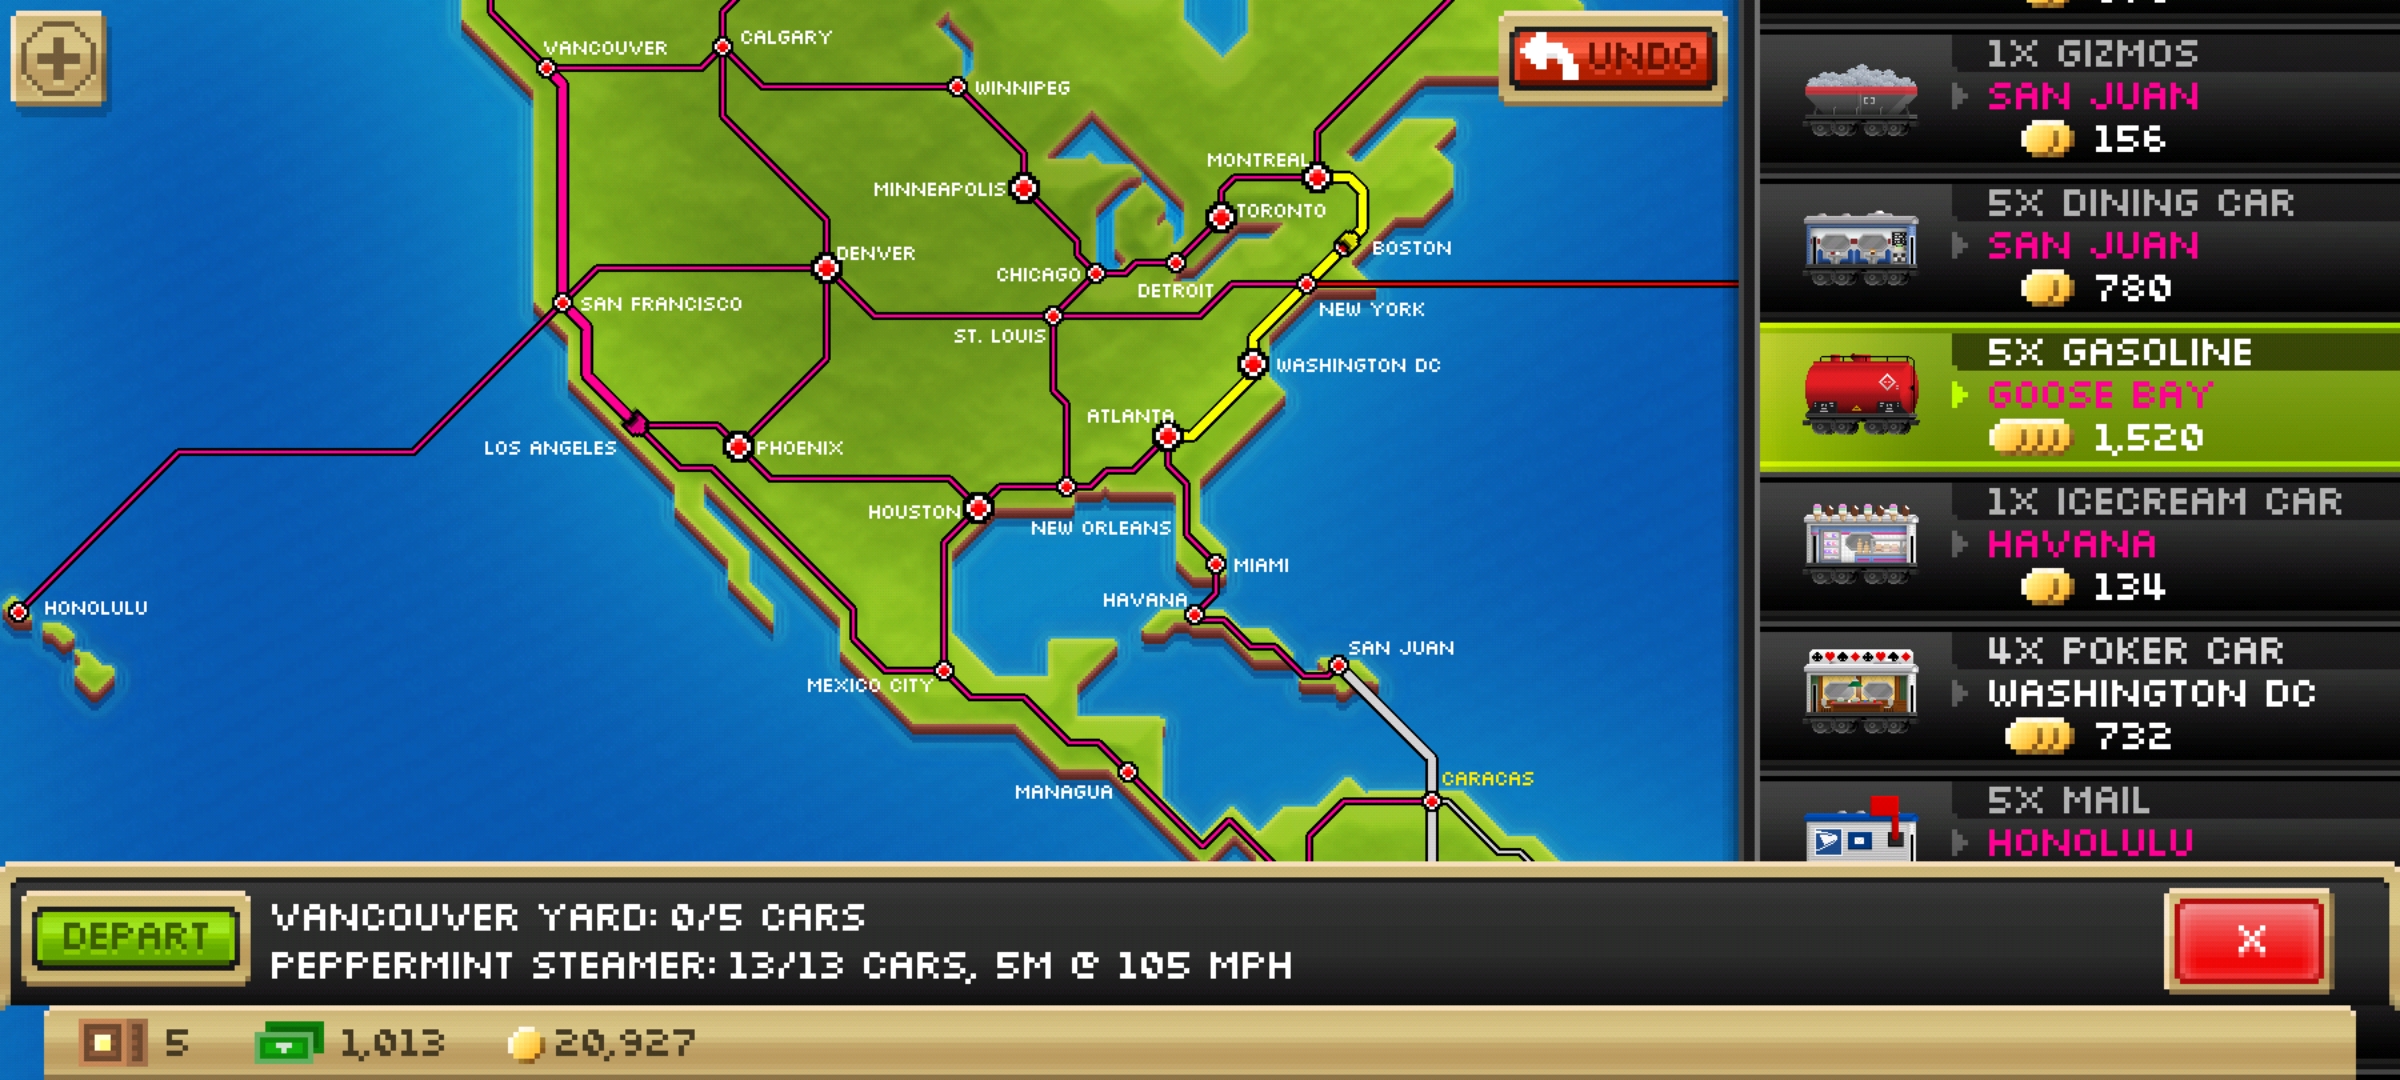 VANCOUVER
CALGARY
WINNIPEG
UNDO
MONTREAL
MINNEAPOLIS
TORONTO
BOSTON
DENVER
CHICAGO
DETROIT
SAN FRANCISCO
NEW YORK
ST. LOUIS
WASHINGTON DC
ATLANTA
LOS ANGELES
PHOENIX
HOUSTON
NEW ORLEANS
MIAMI
HAVANA
HONOLULU
SAN JUAN
MEXICO CITY
CARACAS
MANAGUA
1X GIZMOS
SAN JUAN
156
5X DINING CAR
SAN JUAN
780
5X GASOLINE
GOOSE BAY
1,520
1X ICECREAM CAR
HAVANA
134
4X POKER CAR
WASHINGTON DC
732
5X MAIL
HONOLULU
DEPART
VANCOUVER YARD: 0/5 CARS
PEPPERMINT STEAMER: 13/13 CARS, 5M @ 105 MPH
X
5
1,013
20,927